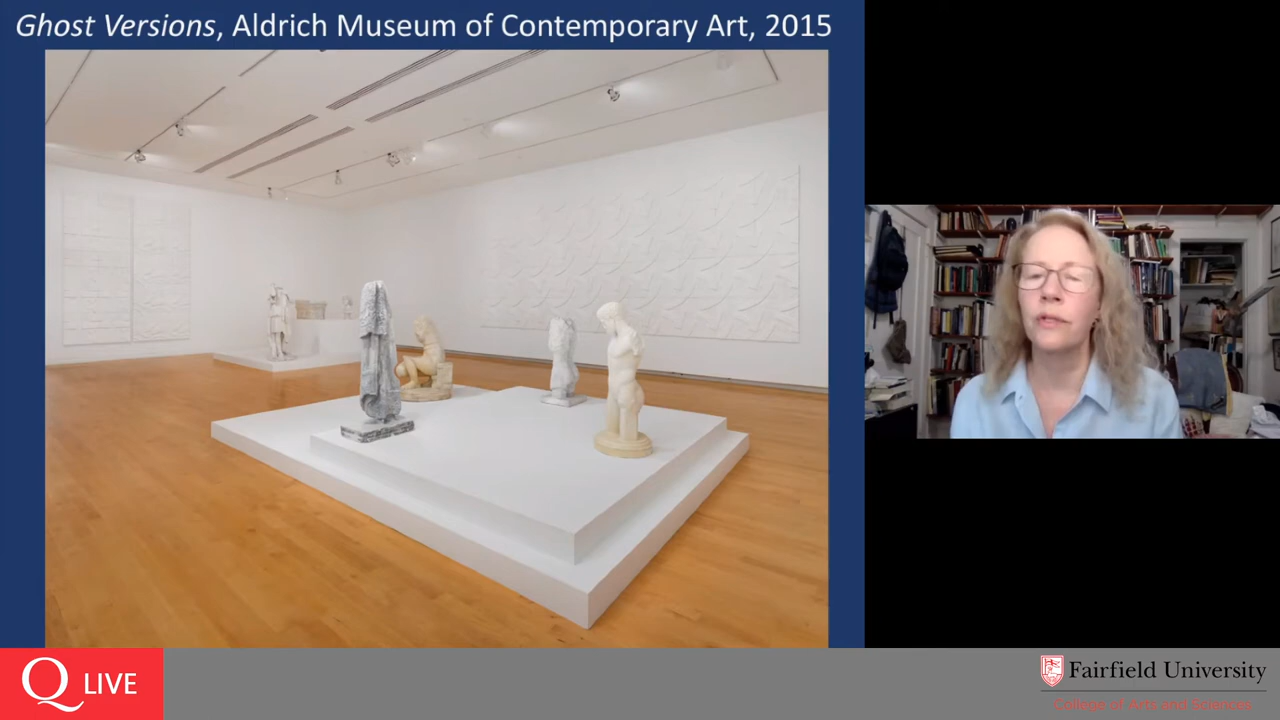 Ghost Versions, Aldrich Museum of Contemporary Art, 2015
Q LIVE
Fairfield University
College of Arts and Sciences